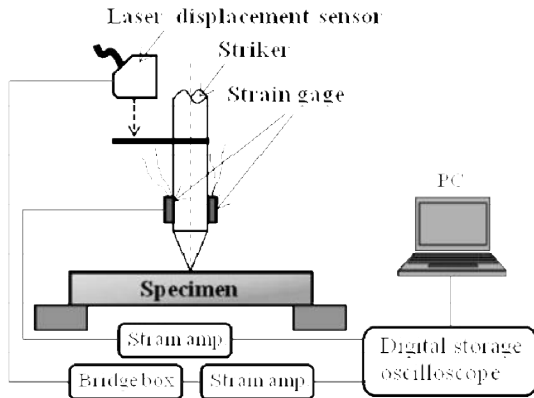 Laser displacement sensor
Striker
Strain gage
PC
Specimen
Strain amp
Digital storage
oscilloscope
Bridge box
Strain amp